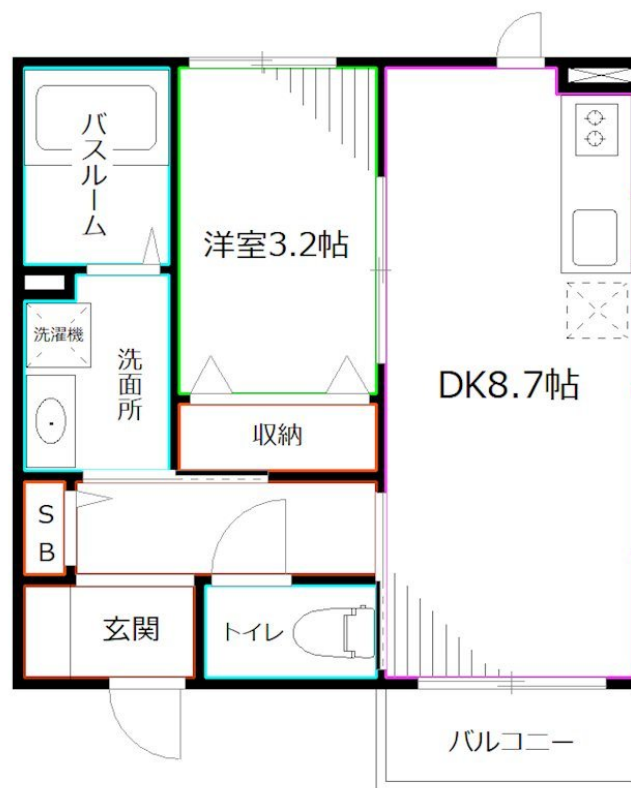 バスルーム
洋室3.2帖
洗濯機
洗面所
DK8.7帖
収納
SB
玄関
トイレ
バルコニー